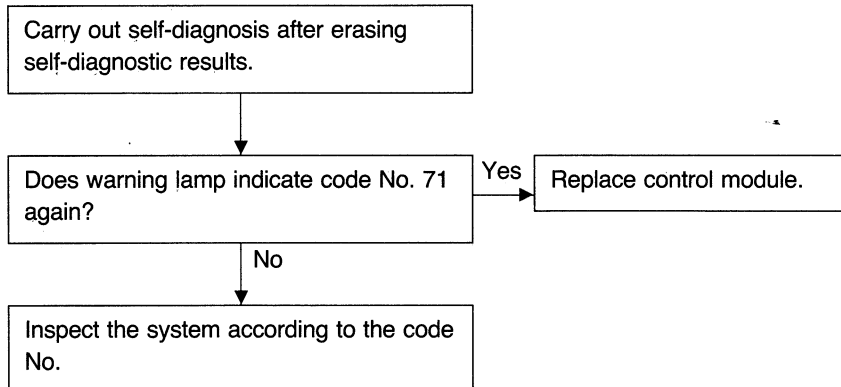 Carry out self-diagnosis after erasing
self-diagnostic results.
Does warning lamp indicate code No. 71
again?
Yes
Replace control module.
No
Inspect the system according to the code
No.